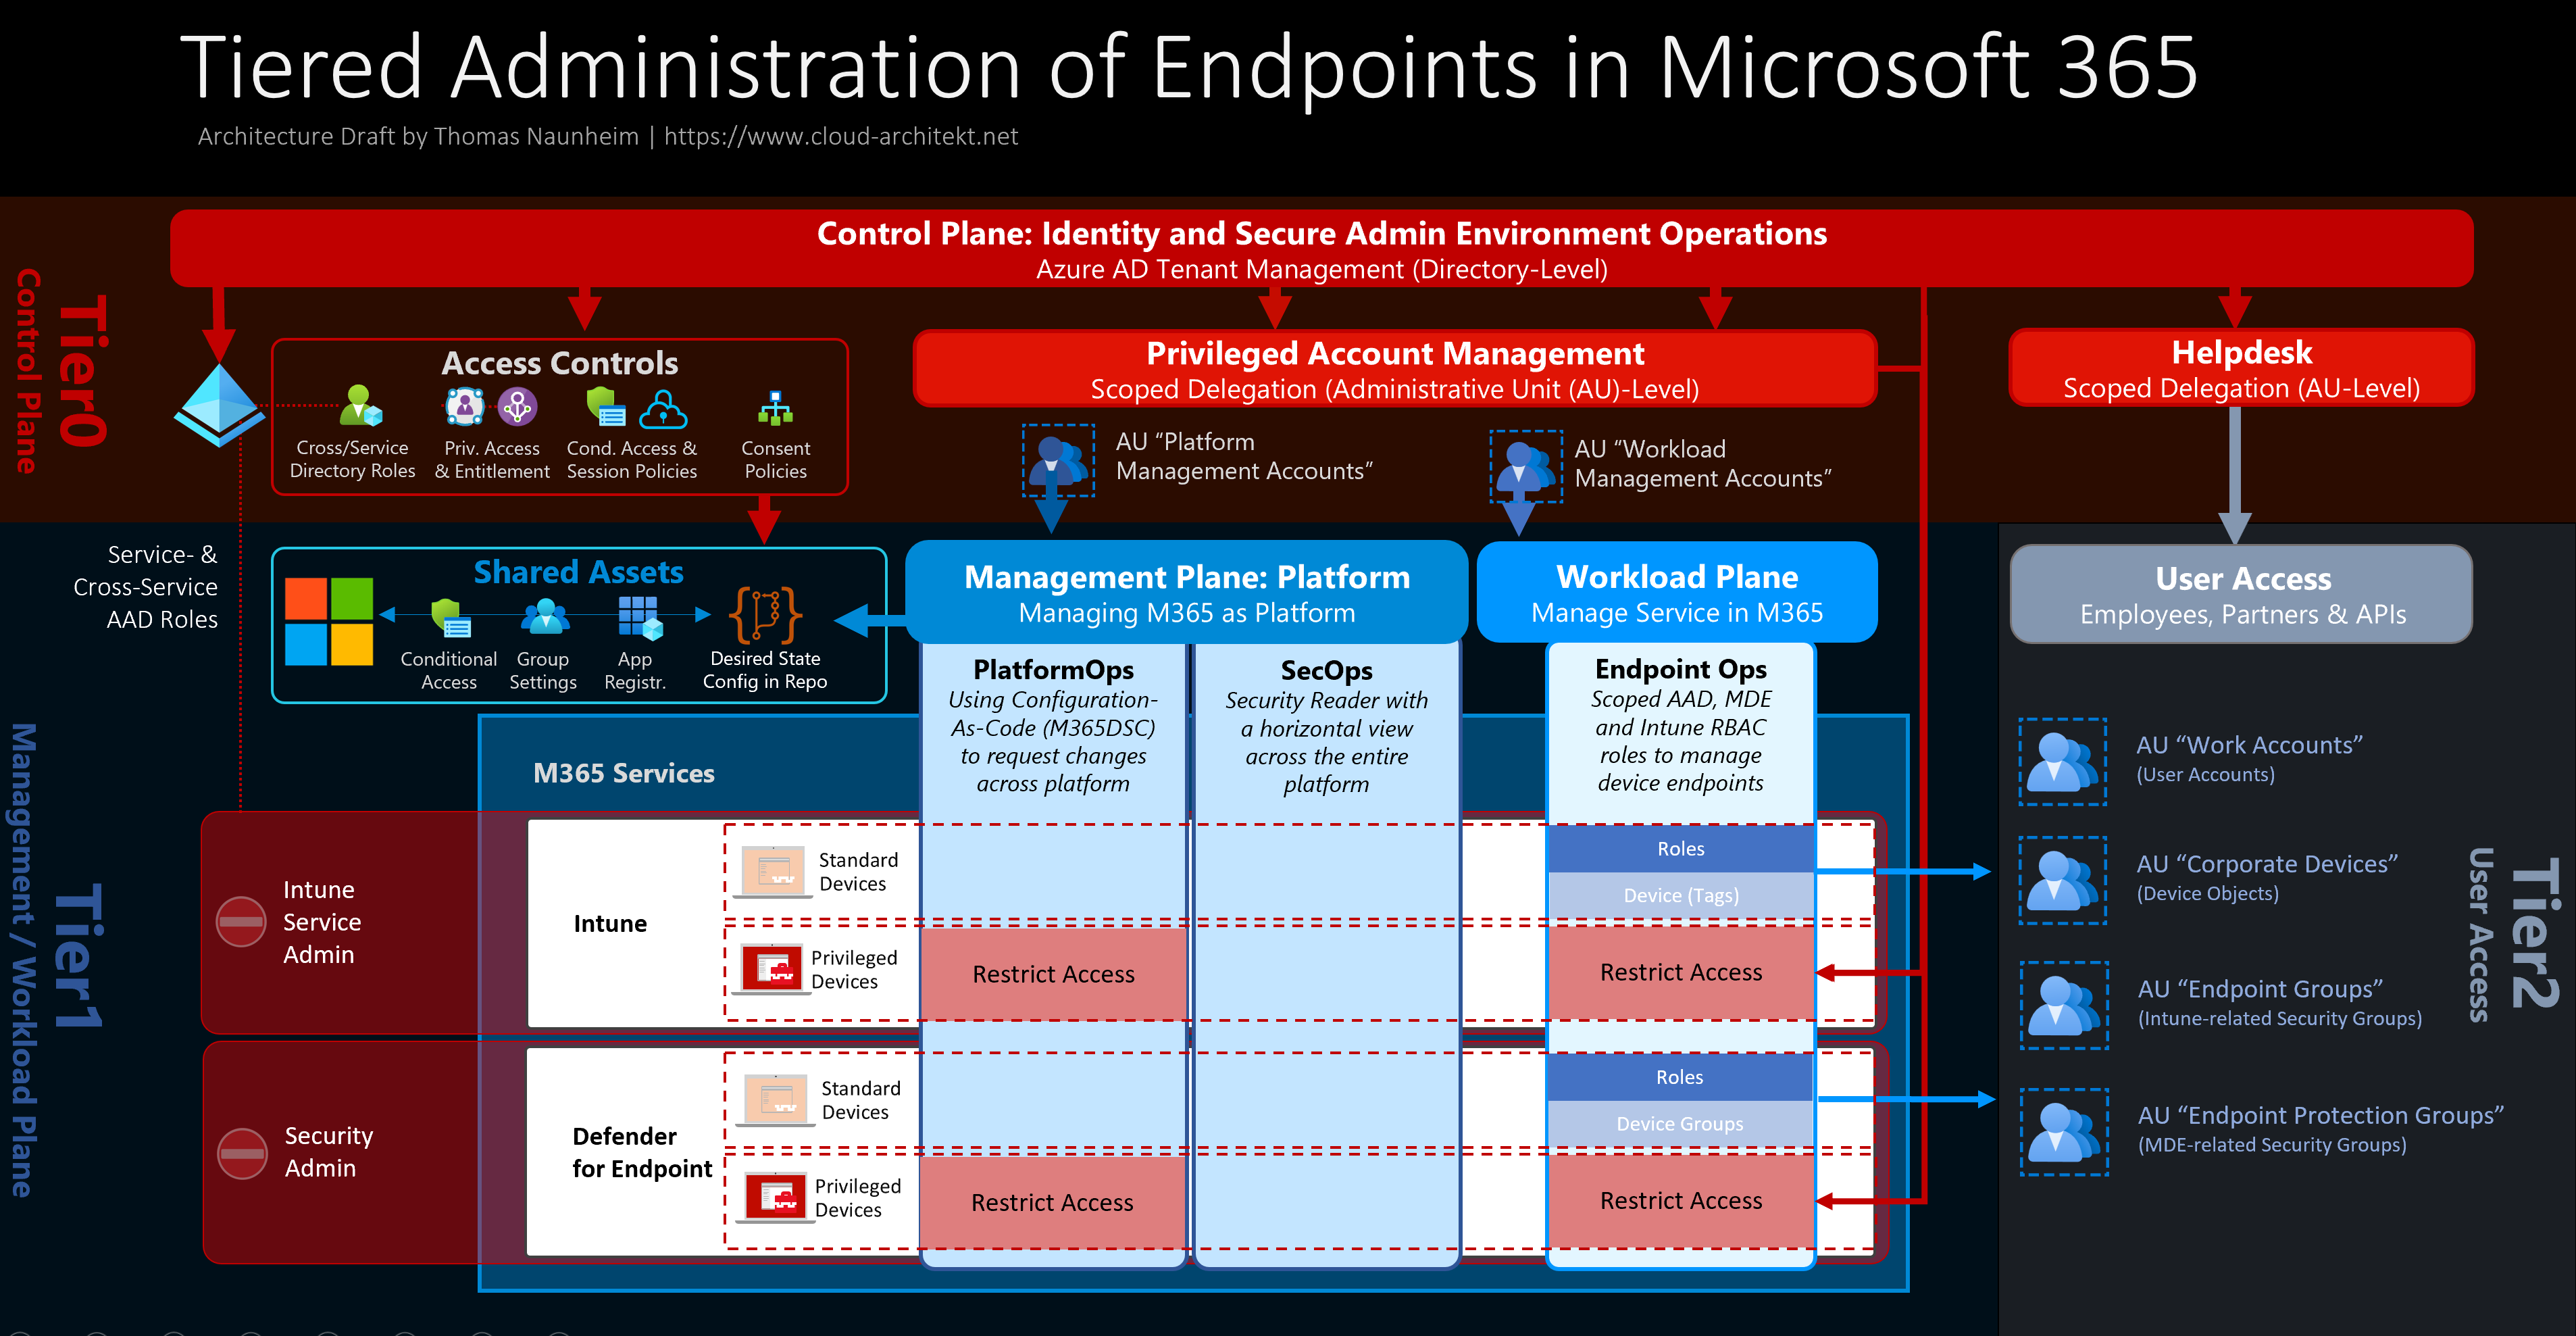 Tiered Administration of Endpoints in Microsoft 365
Architecture Draft by Thomas Naunheim | https://www.cloud-architekt.net
Tier0
Control Plane
Control Plane: Identity and Secure Admin Environment Operations
Azure AD Tenant Management (Directory-Level)
Access Controls
Cross/Service
Directory Roles
Priv. Access
& Entitlement
Cond. Access &
Session Policies
Consent
Policies
Privileged Account Management
Scoped Delegation (Administrative Unit (AU)-Level)
AU “Platform
Management Accounts”
AU “Workload
Management Accounts”
Helpdesk
Scoped Delegation (AU-Level)
Tier1
Management / Workload Plane
Service- &
Cross-Service
AAD Roles
Shared Assets
Conditional
Access
Group
Settings
App
Registr.
Desired State
Config in Repo
Management Plane: Platform
Managing M365 as Platform
Workload Plane
Manage Service in M365
PlatformOps
Using Configuration-
As-Code (M365DSC)
to request changes
across platform
SecOps
Security Reader with
a horizontal view
across the entire
platform
Endpoint Ops
Scoped AAD, MDE
and Intune RBAC
roles to manage
device endpoints
M365 Services
Intune
Service
Admin
Intune
Standard
Devices
Privileged
Devices
Restrict Access
Roles
Device (Tags)
Restrict Access
Security
Admin
Defender
for Endpoint
Standard
Devices
Privileged
Devices
Restrict Access
Roles
Device Groups
Restrict Access
User Access
Employees, Partners & APIs
AU “Work Accounts”
(User Accounts)
AU “Corporate Devices”
(Device Objects)
AU “Endpoint Groups”
(Intune-related Security Groups)
AU “Endpoint Protection Groups”
(MDE-related Security Groups)
Tier2
User Access